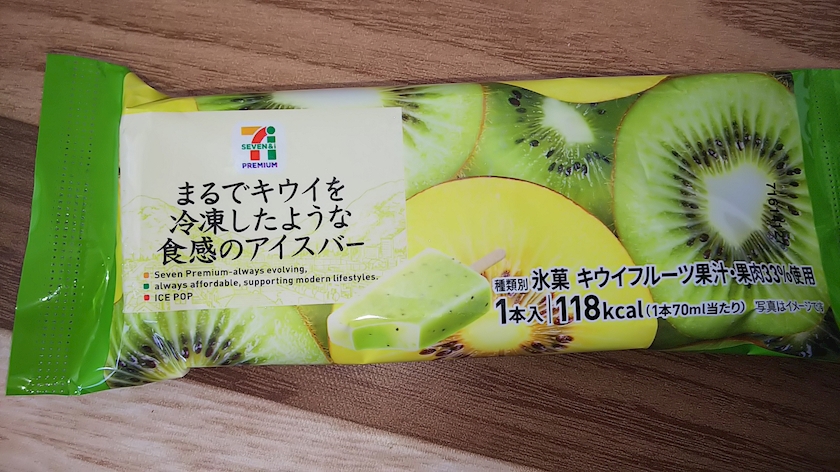 SEVEN&i
PREMIUM
まるでキウイを
冷凍したような
食感のアイスバー
Seven Premium-always evolving,
always affordable, supporting modern lifestyles.
ICE POP
種類別 氷菓 キウイフルーツ果汁・果肉33%使用
1本入 118kcal(1本70ml当たり) 写真はイメージです